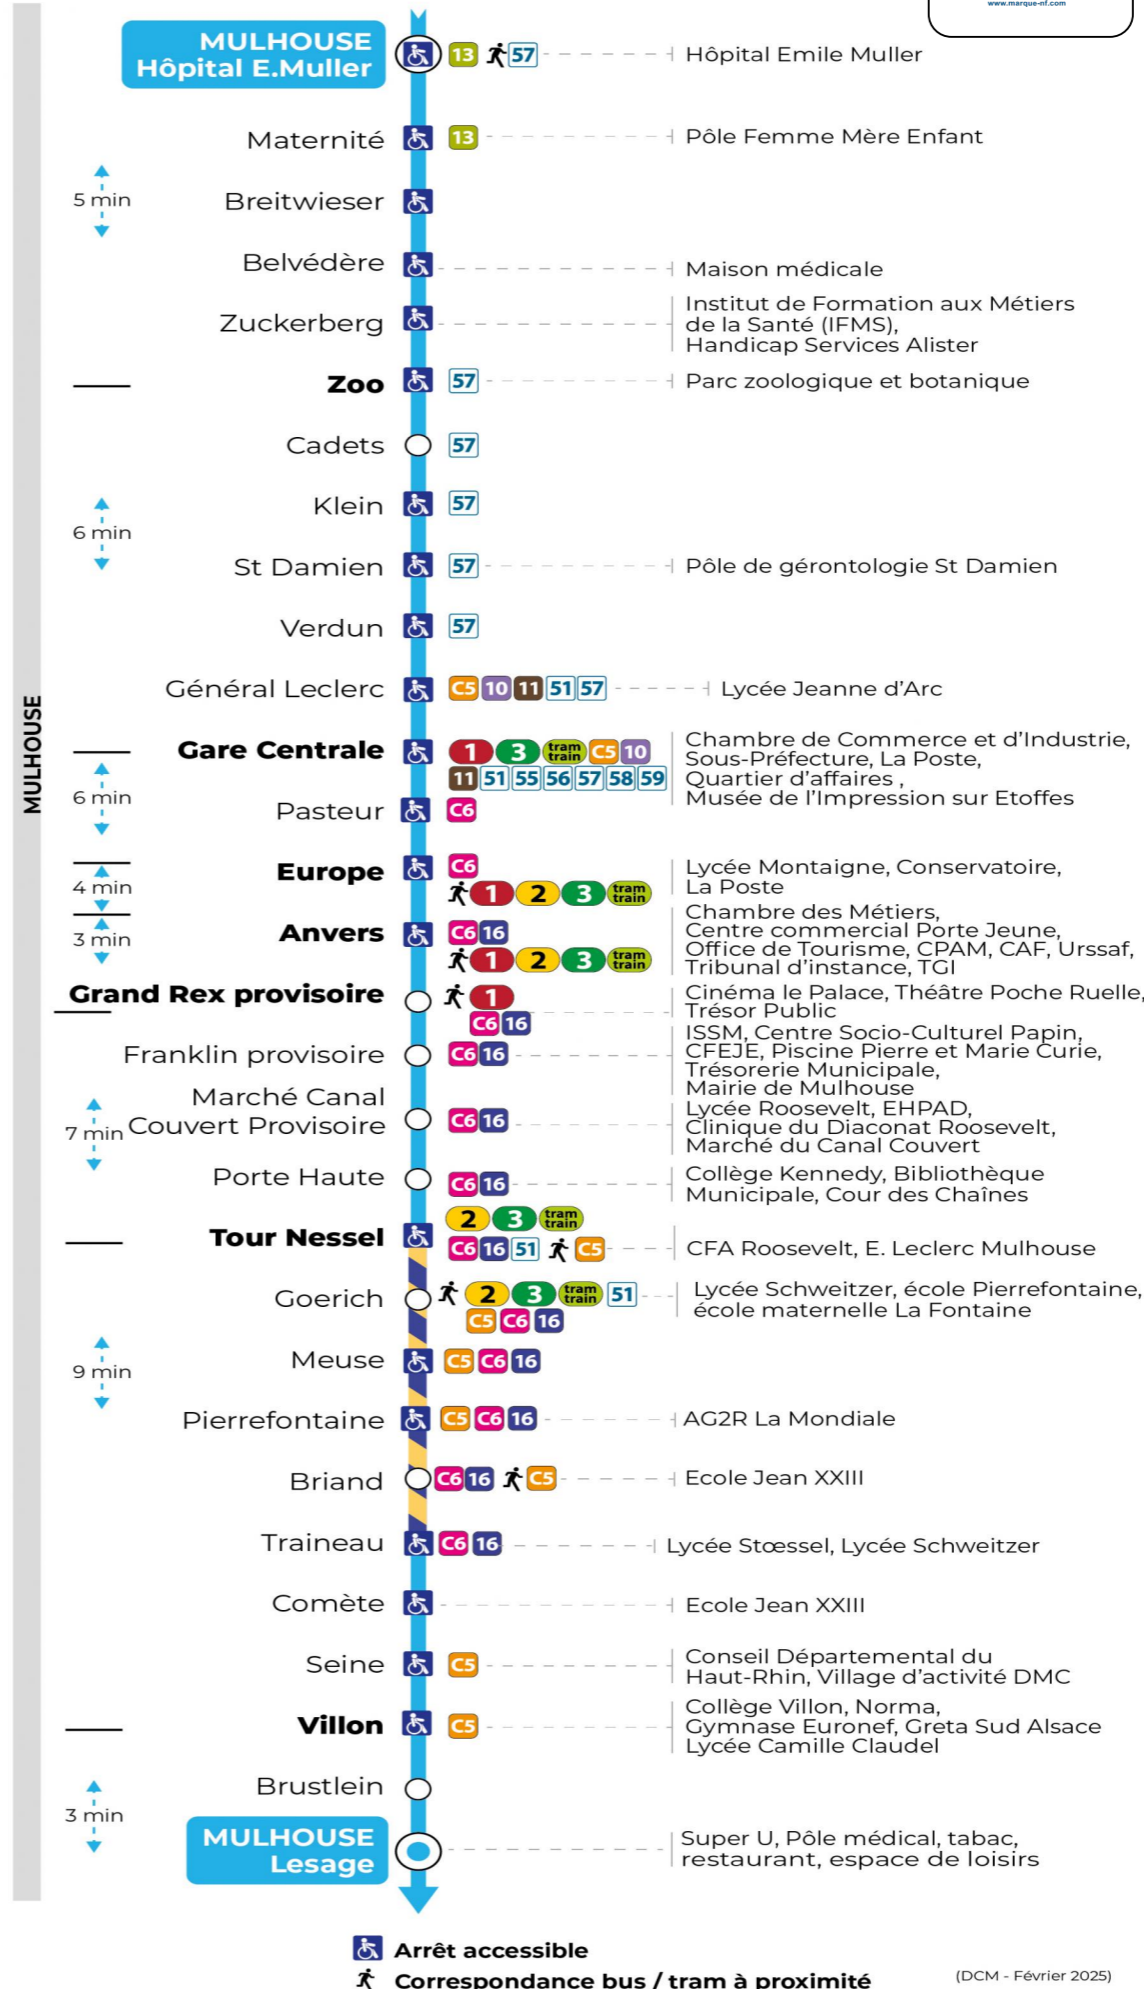 www.marque-nf.com
MULHOUSE
Hôpital E.Muller
13 57
Hôpital Emile Muller
Maternité
13
Pôle Femme Mère Enfant
5 min
Breitwieser
Belvédère
Maison médicale
Zuckerberg
Institut de Formation aux Métiers
de la Santé (IFMS),
Handicap Services Alister
Zoo
57
Parc zoologique et botanique
Cadets
57
Klein
57
6 min
St Damien
57
Pôle de gérontologie St Damien
Verdun
57
Général Leclerc
C5 10 11 51 57
Lycée Jeanne d’Arc
MULHOUSE
Gare Centrale
1 3 tram train C5 10
11 51 55 56 57 58 59
Chambre de Commerce et d’Industrie,
Sous-Préfecture, La Poste,
Quartier d’affaires ,
Musée de l’Impression sur Etoffes
6 min
Pasteur
C6
Europe
C6
1 2 3 tram train
Lycée Montaigne, Conservatoire,
La Poste
4 min
Anvers
C6 16
1 2 3 tram train
Chambre des Métiers,
Centre commercial Porte Jeune,
Office de Tourisme, CPAM, CAF, Urssaf,
Tribunal d’instance, TGI
3 min
Grand Rex provisoire
1
C6 16
Cinéma le Palace, Théâtre Poche Ruelle,
Trésor Public
Franklin provisoire
C6 16
ISSM, Centre Socio-Culturel Papin,
CFEJE, Piscine Pierre et Marie Curie,
Trésorerie Municipale,
Mairie de Mulhouse
Marché Canal
Couvert Provisoire
C6 16
Lycée Roosevelt, EHPAD,
Clinique du Diaconat Roosevelt,
Marché du Canal Couvert
7 min
Porte Haute
C6 16
Collège Kennedy, Bibliothèque
Municipale, Cour des Chaînes
Tour Nessel
2 3 tram train
C6 16 51 C5
CFA Roosevelt, E. Leclerc Mulhouse
Goerich
2 3 tram train 51
C5 C6 16
Lycée Schweitzer, école Pierrefontaine,
école maternelle La Fontaine
Meuse
C5 C6 16
9 min
Pierrefontaine
C5 C6 16
AG2R La Mondiale
Briand
C6 16 C5
Ecole Jean XXIII
Traineau
C6 16
Lycée Stœssel, Lycée Schweitzer
Comète
Ecole Jean XXIII
Seine
C5
Conseil Départemental du
Haut-Rhin, Village d’activité DMC
Villon
C5
Collège Villon, Norma,
Gymnase Euronef, Greta Sud Alsace
Lycée Camille Claudel
Brustlein
3 min
MULHOUSE
Lesage
Super U, Pôle médical, tabac,
restaurant, espace de loisirs
Arrêt accessible
Correspondance bus / tram à proximité
(DCM - Février 2025)